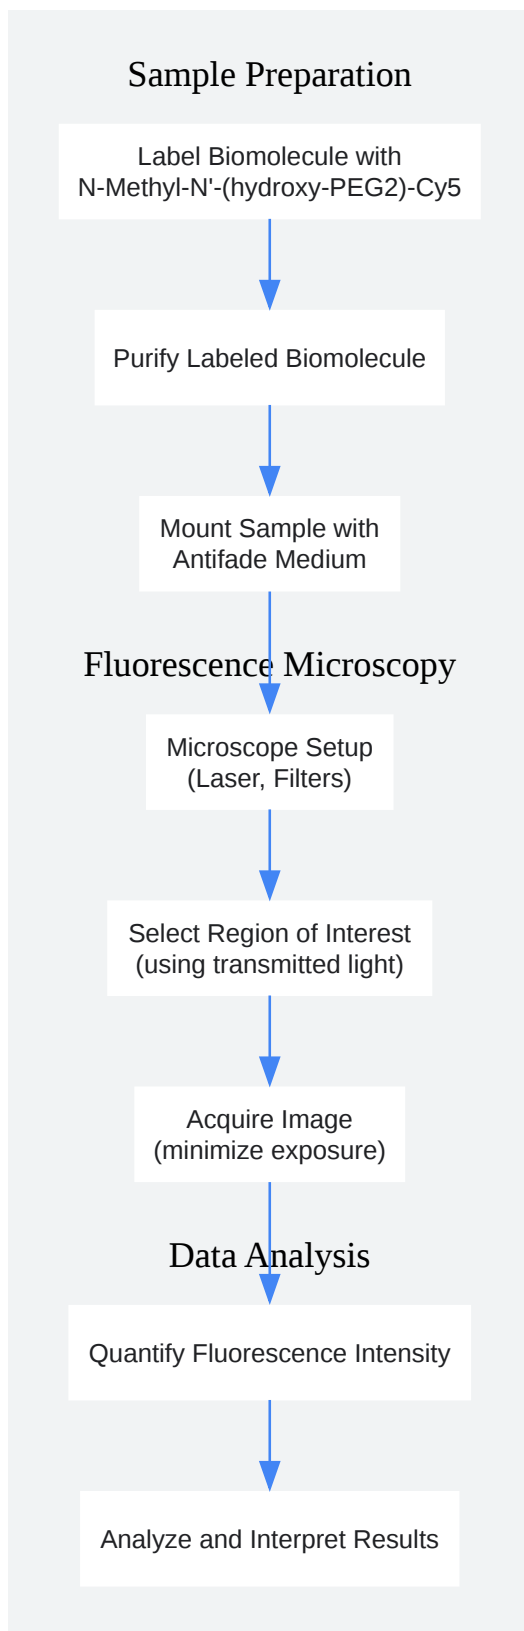 Sample Preparation
Label Biomolecule with
N-Methyl-N'-(hydroxy-PEG2)-Cy5
Purify Labeled Biomolecule
Mount Sample with
Antifade Medium
Fluorescence Microscopy
Microscope Setup
(Laser, Filters)
Select Region of Interest
(using transmitted light)
Acquire Image
(minimize exposure)
Data Analysis
Quantify Fluorescence Intensity
Analyze and Interpret Results